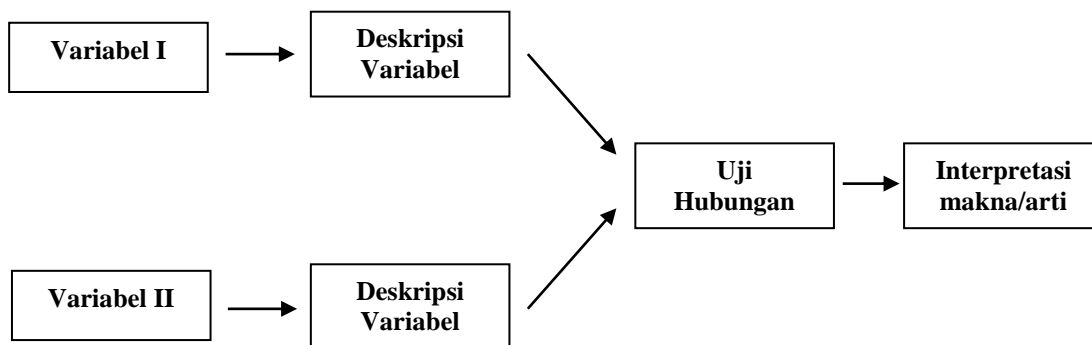 Variabel I
Deskripsi
Variabel
Uji
Hubungan
Interpretasi
makna/arti
Variabel II
Deskripsi
Variabel